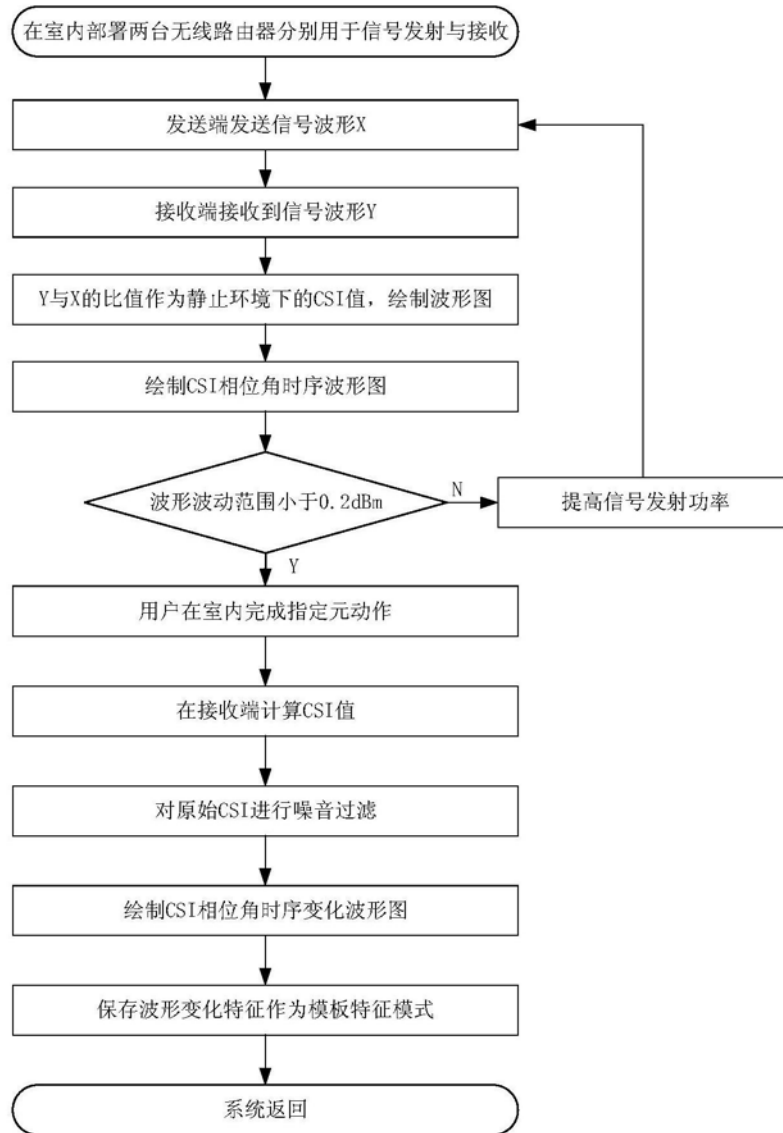 在室内部署两台无线路由器分别用于信号发射与接收
发送端发送信号波形X
接收端接收到信号波形Y
Y与X的比值作为静止环境下的CSI值，绘制波形图
绘制CSI相位角时序波形图
波形波动范围小于0.2dBm
N
提高信号发射功率
Y
用户在室内完成指定元动作
在接收端计算CSI值
对原始CSI进行噪音过滤
绘制CSI相位角时序变化波形图
保存波形变化特征作为模板特征模式
系统返回